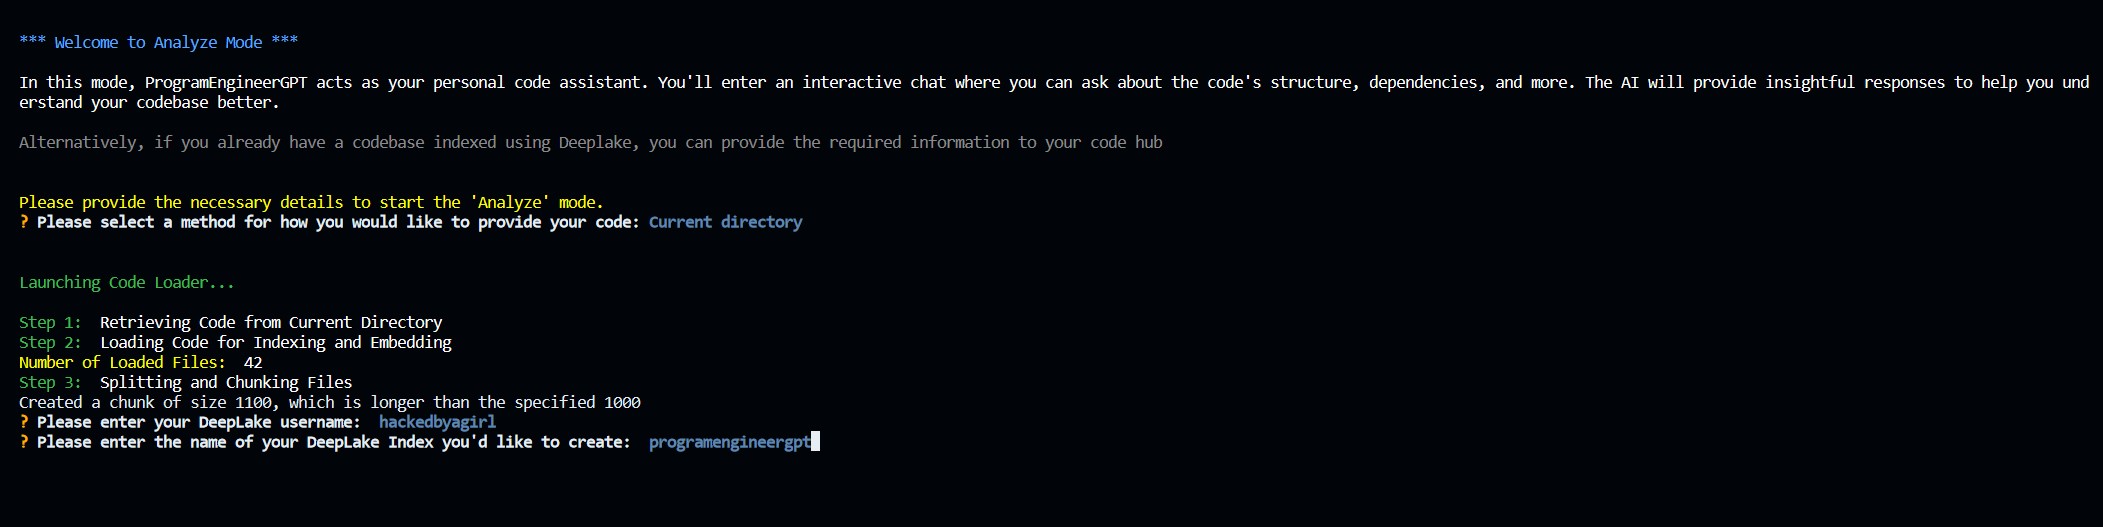 *** Welcome to Analyze Mode ***
In this mode, ProgramEngineerGPT acts as your personal code assistant. You'll enter an interactive chat where you can ask about the code's structure, dependencies, and more. The AI will provide insightful responses to help you und
erstand your codebase better.
Alternatively, if you already have a codebase indexed using Deeplake, you can provide the required information to your code hub
Please provide the necessary details to start the 'Analyze' mode.
? Please select a method for how you would like to provide your code: Current directory
Launching Code Loader...
Step 1:  Retrieving Code from Current Directory
Step 2:  Loading Code for Indexing and Embedding
Number of Loaded Files:  42
Step 3:  Splitting and Chunking Files
Created a chunk of size 1100, which is longer than the specified 1000
? Please enter your DeepLake username:  hackedbyagirl
? Please enter the name of your DeepLake Index you'd like to create:  programengineergpt